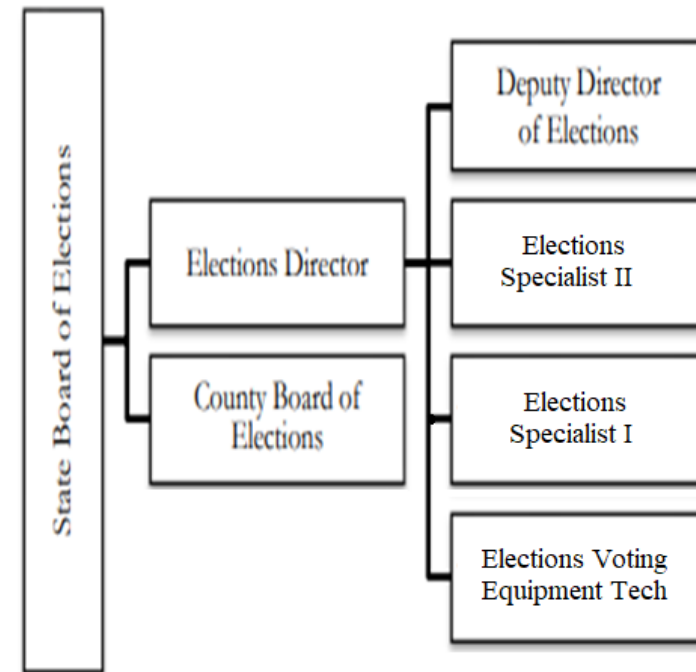 State Board of Elections
Elections Director
County Board of
Elections
Deputy Director
of Elections
Elections
Specialist II
Elections
Specialist I
Elections Voting
Equipment Tech